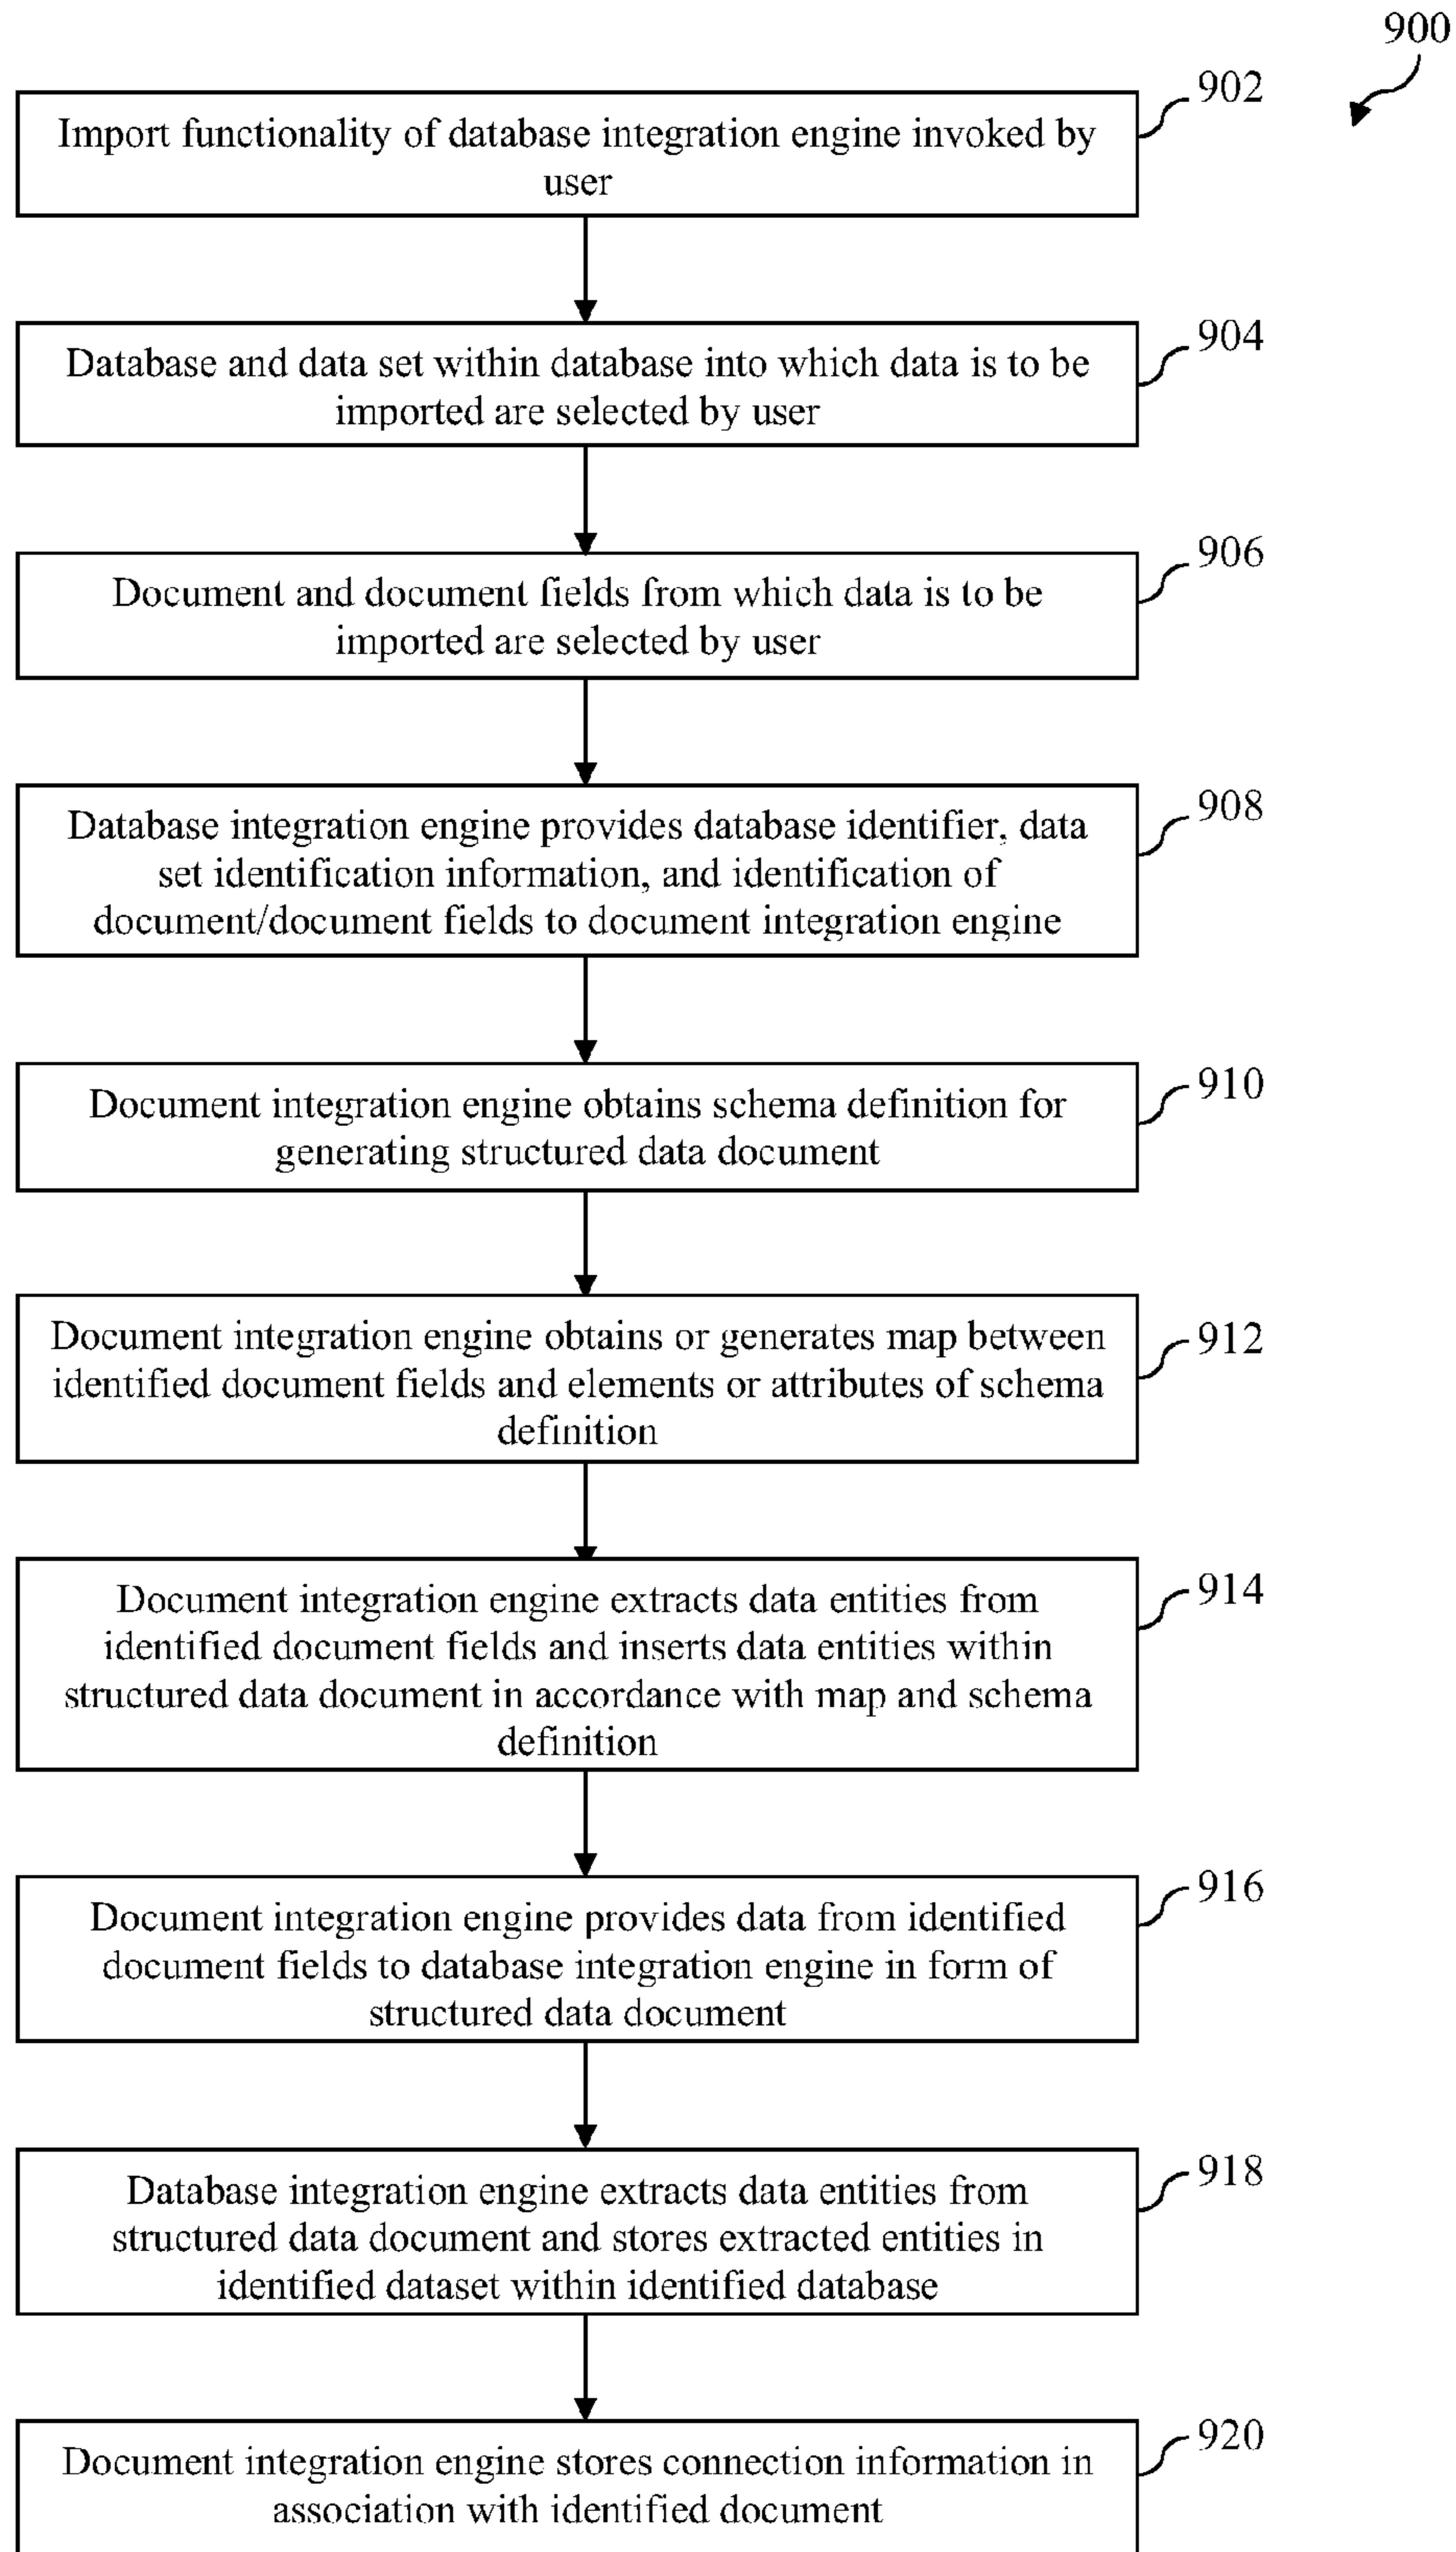 900
902
Import functionality of database integration engine invoked by
user
904
Database and data set within database into which data is to be
imported are selected by user
906
Document and document fields from which data is to be
imported are selected by user
908
Database integration engine provides database identifier, data
set identification information, and identification of
document/document fields to document integration engine
910
Document integration engine obtains schema definition for
generating structured data document
912
Document integration engine obtains or generates map between
identified document fields and elements or attributes of schema
definition
914
Document integration engine extracts data entities from
identified document fields and inserts data entities within
structured data document in accordance with map and schema
definition
916
Document integration engine provides data from identified
document fields to database integration engine in form of
structured data document
918
Database integration engine extracts data entities from
structured data document and stores extracted entities in
identified dataset within identified database
920
Document integration engine stores connection information in
association with identified document